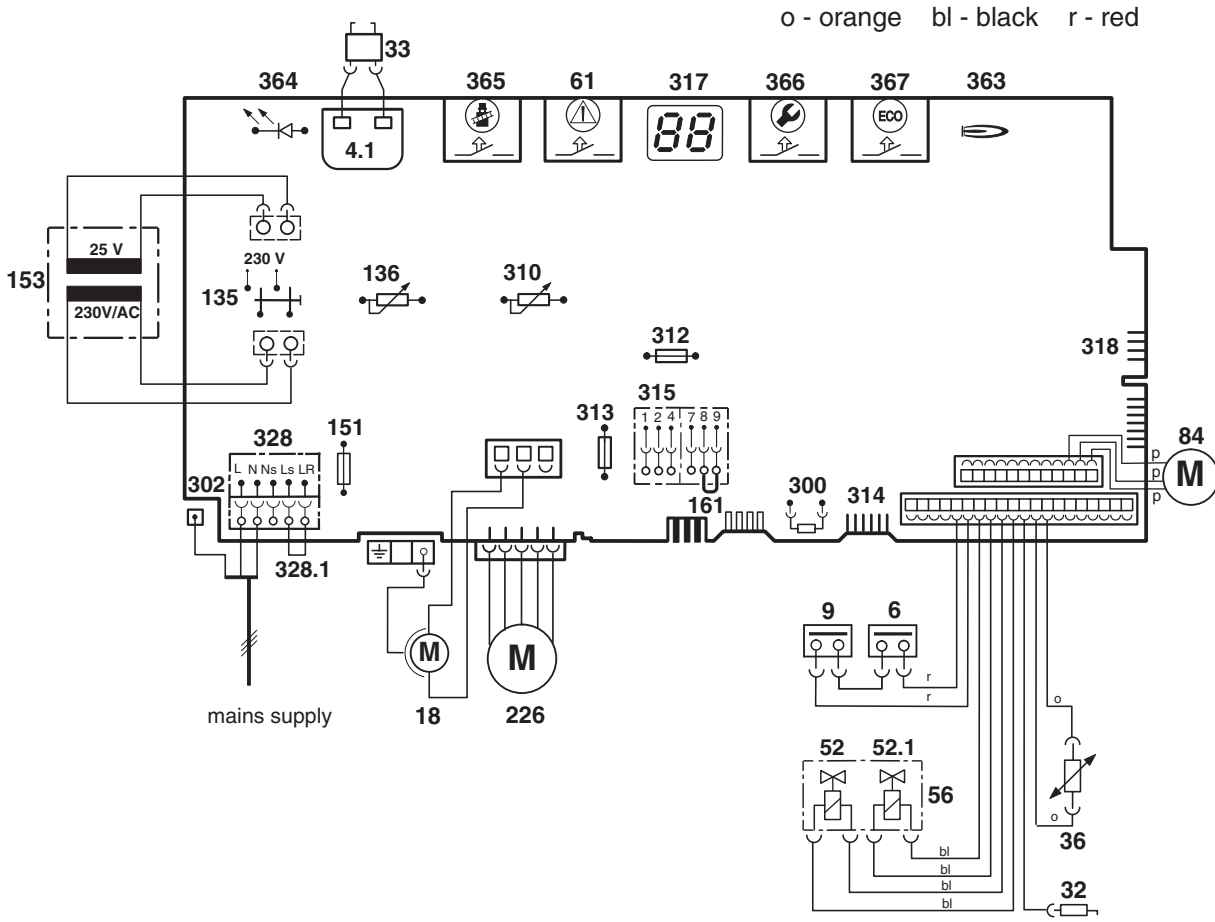 o - orange bl - black r - red
33
364
365
61
317
366
367
363
4.1
88
ECO
25 V
153
230V/AC
230 V
135
136
310
312
318
315
1 2 4 7 8 9
313
151
328
L N Ns Ls LR
302
84
M
p
p
p
161
300
314
328.1
M
M
9
6
r
r
mains supply
18
226
o
52
52.1
56
o
36
bl
bl
bl
bl
32